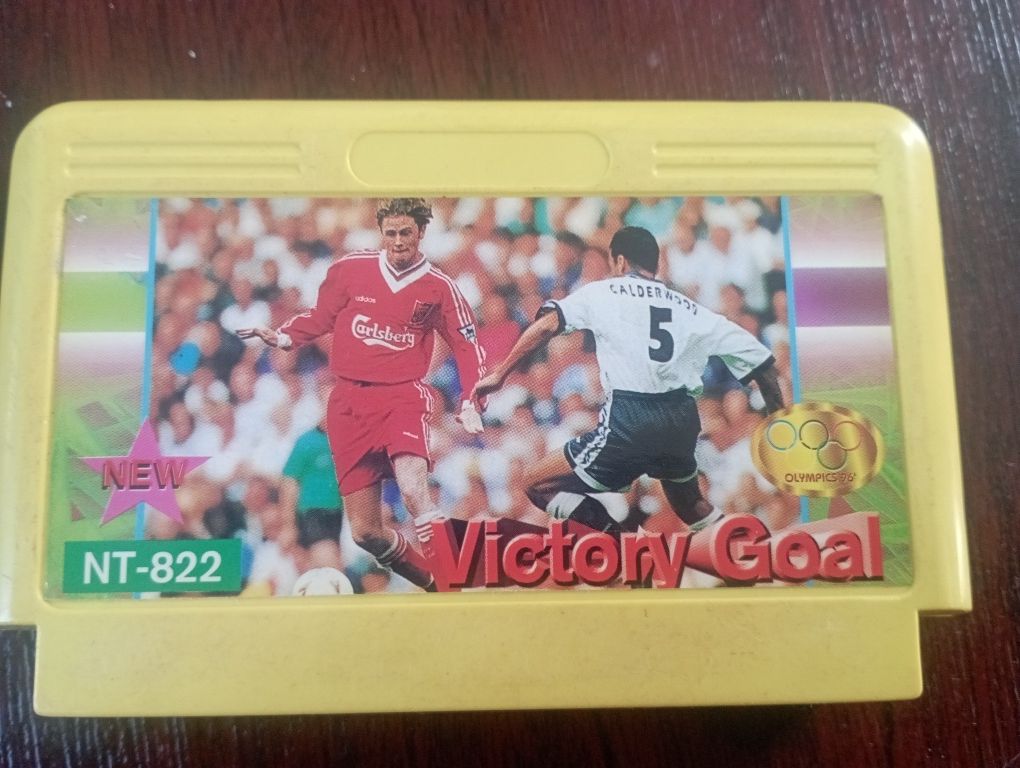 adidas
Carlsberg
CALDERWOOD
5
NEW
OLYMPICS '96'
NT-822
Victory Goal